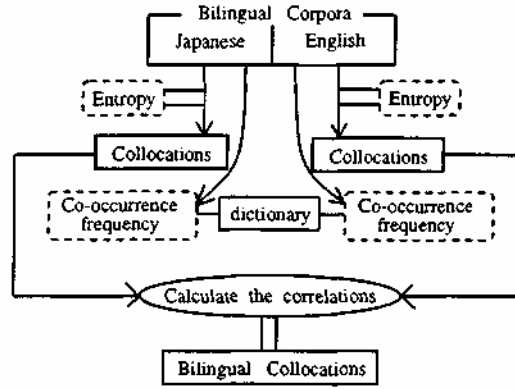 Bilingual Corpora
Japanese English
Entropy Entropy
Collocations Collocations
Co-occurrence
frequency
dictionary
Co-occurrence
frequency
Calculate the correlations
Bilingual Collocations